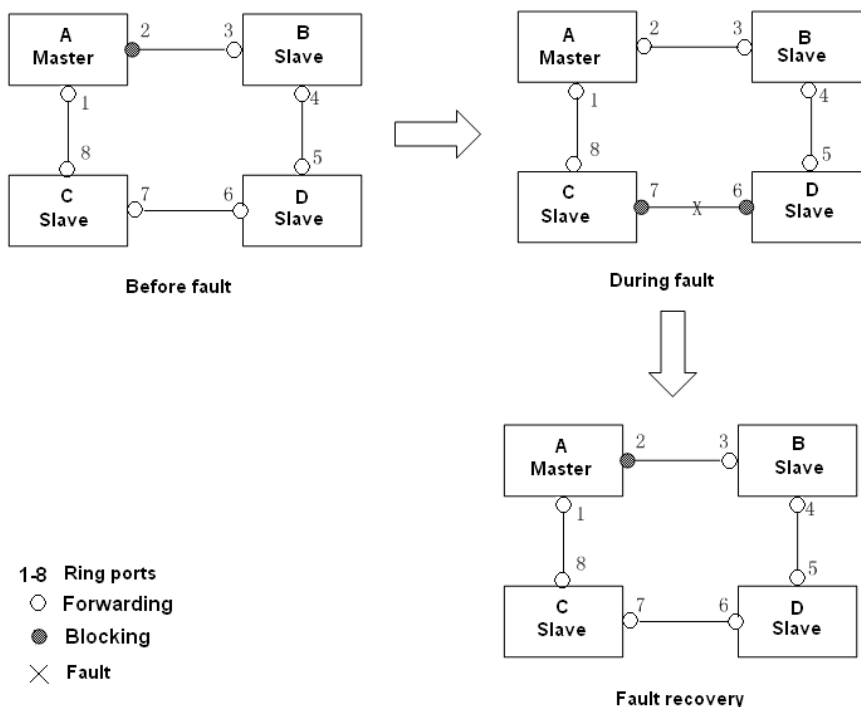 A
Master
2
3
B
Slave
1
4
8
5
C
Slave
7
6
D
Slave
Before fault
A
Master
2
3
B
Slave
1
4
8
5
C
Slave
7
X
6
D
Slave
During fault
A
Master
2
3
B
Slave
1
4
8
5
C
Slave
7
6
D
Slave
Fault recovery
1-8 Ring ports
Forwarding
Blocking
Fault